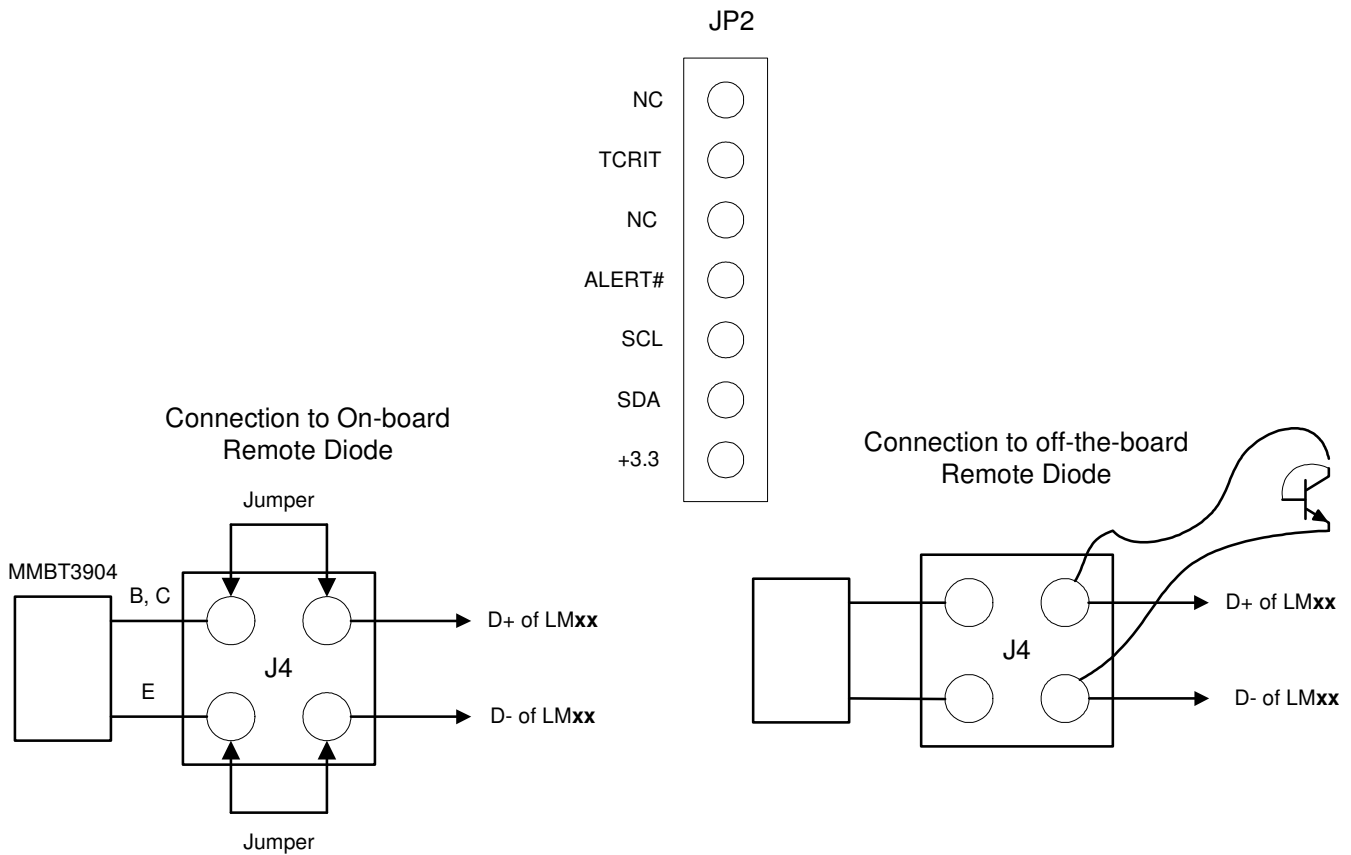 JP2
NC
TCRIT
NC
ALERT#
SCL
SDA
+3.3
Connection to On-board
Remote Diode
Jumper
MMBT3904
B, C
D+ of LMxx
J4
E
D- of LMxx
Jumper
Connection to off-the-board
Remote Diode
D+ of LMxx
J4
D- of LMxx